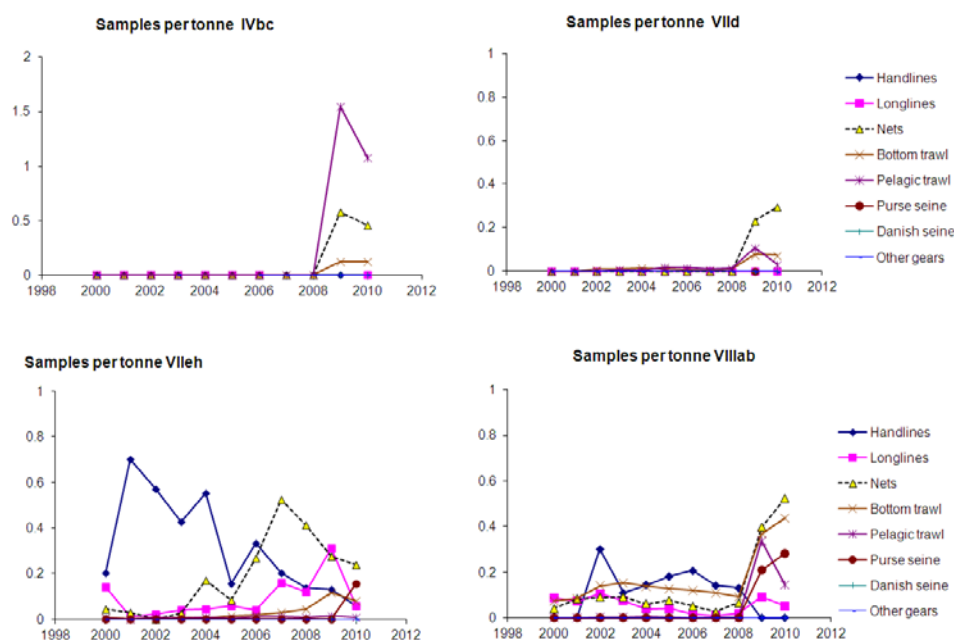 Samples per tonne IVbc
2
1.5
1
0.5
0
1998 2000 2002 2004 2006 2008 2010 2012
Samples per tonne VIId
1
0.8
0.6
0.4
0.2
0
1998 2000 2002 2004 2006 2008 2010 2012
Handlines
Longlines
Nets
Bottom trawl
Pelagic trawl
Purse seine
Danish seine
Other gears
Samples per tonne VIIeh
1
0.8
0.6
0.4
0.2
0
1998 2000 2002 2004 2006 2008 2010 2012
Samples per tonne VIIIab
1
0.8
0.6
0.4
0.2
0
1998 2000 2002 2004 2006 2008 2010 2012
Handlines
Longlines
Nets
Bottom trawl
Pelagic trawl
Purse seine
Danish seine
Other gears